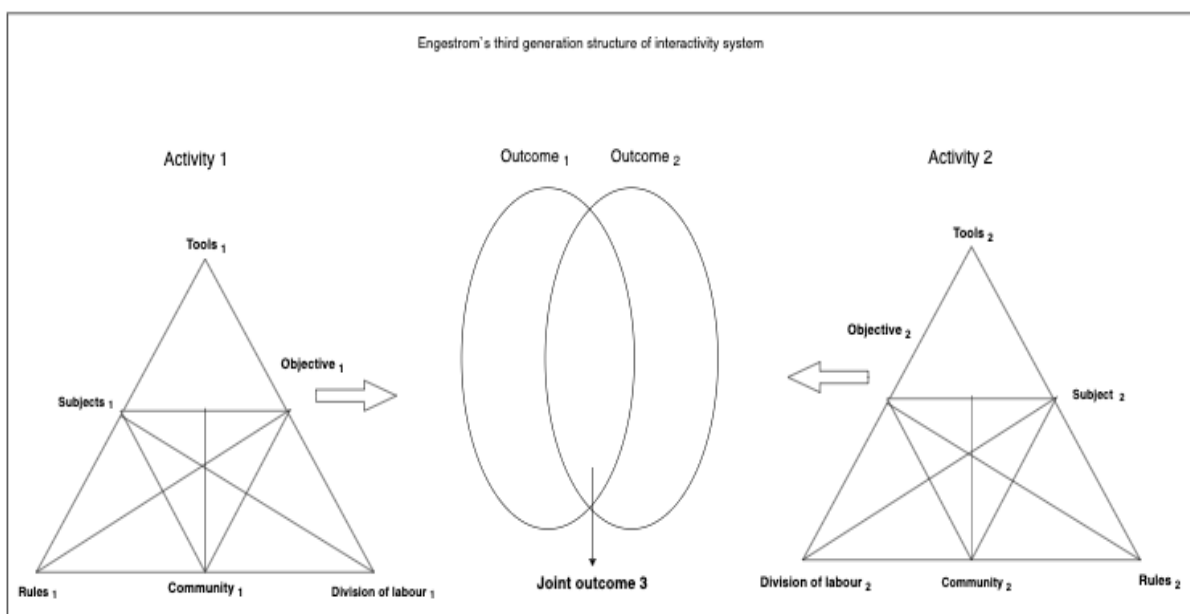 Engestrom`s third generation structure of interactivity system
Activity 1
Outcome 1
Outcome 2
Activity 2
Tools 1
Tools 2
Objective 1
Objective 2
Subjects 1
Subject 2
Rules 1
Community 1
Division of labour 1
Joint outcome 3
Division of labour 2
Community 2
Rules 2